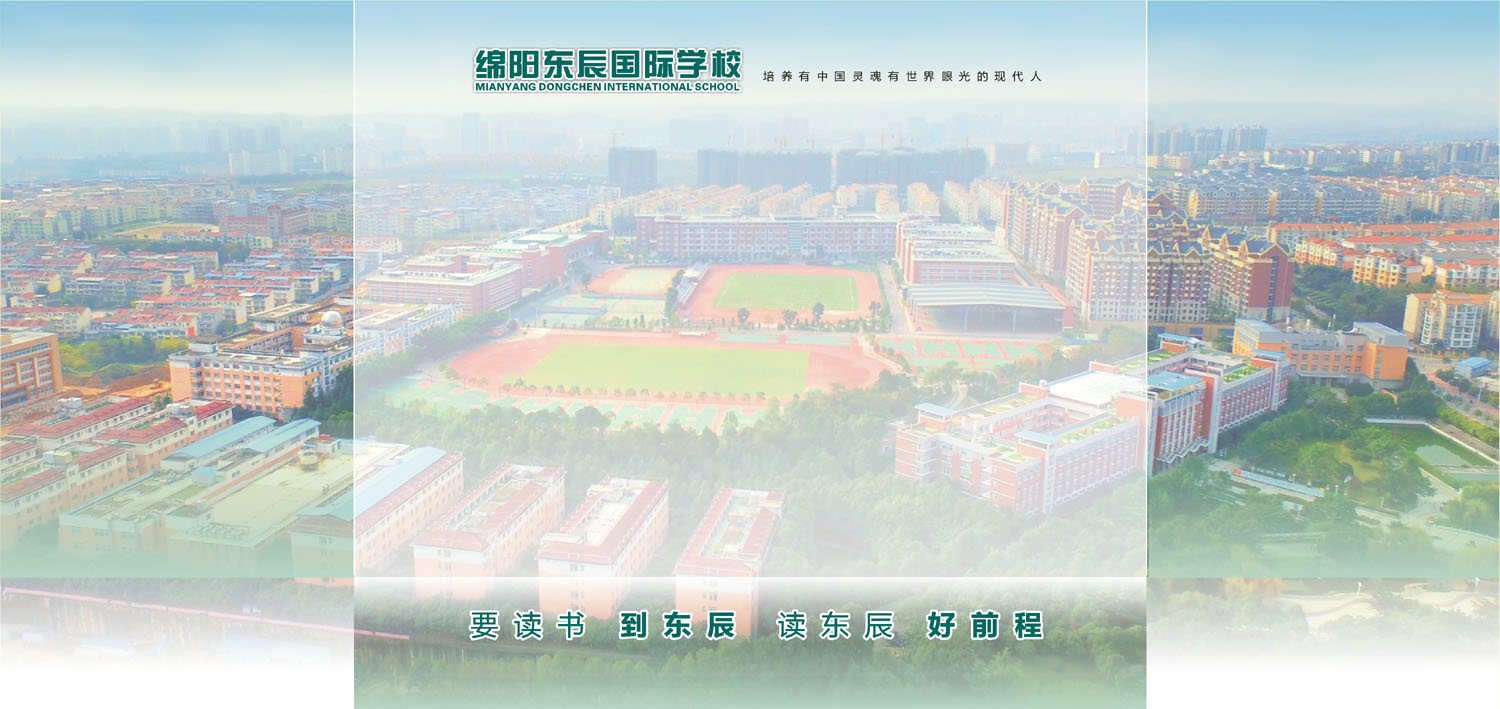 绵阳东辰国际学校
MIANYANG DONGCHEN INTERNATIONAL SCHOOL
培养有中国灵魂有世界眼光的现代人
要读书 到东辰 读东辰 好前程